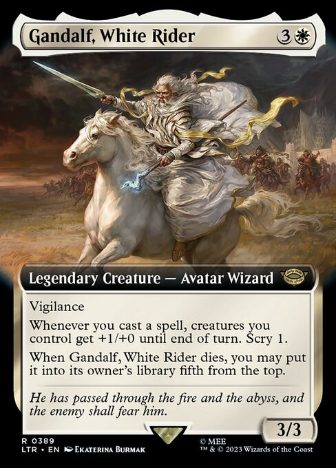 Gandalf, White Rider 3
Legendary Creature — Avatar Wizard
Vigilance
Whenever you cast a spell, creatures you
control get +1/+0 until end of turn. Scry 1.
When Gandalf, White Rider dies, you may put
it into its owner's library fifth from the top.
He has passed through the fire and the abyss, and
the enemy shall fear him.
3/3
R 0389
LTR • EN Ekaterina Burmak
© MEE
™ & © 2023 Wizards of the Coast